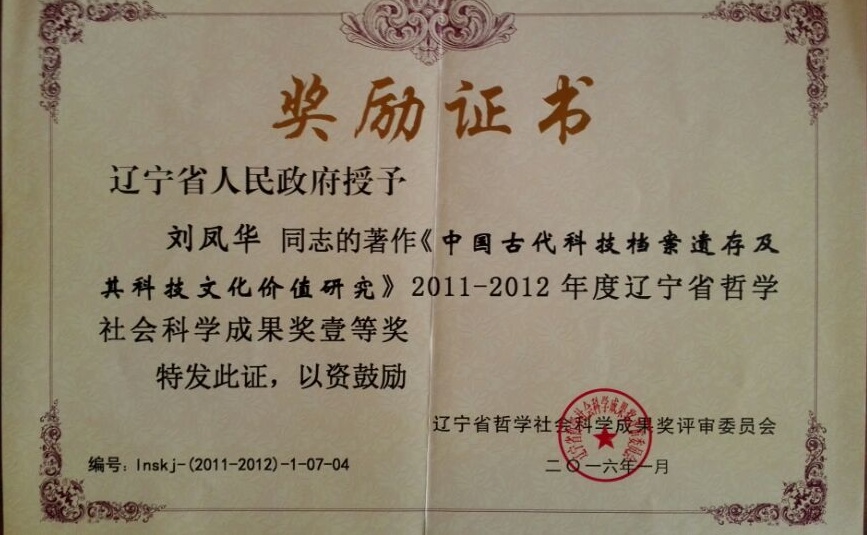 奖励证书
辽宁省人民政府授予
刘凤华 同志的著作《中国古代科技档案遗存及
其科技文化价值研究》2011-2012年度辽宁省哲学
社会科学成果奖壹等奖
特发此证，以资鼓励
辽宁省哲学社会科学成果奖评审委员会
编号：lnskj-(2011-2012)-1-07-04
二〇一六年一月